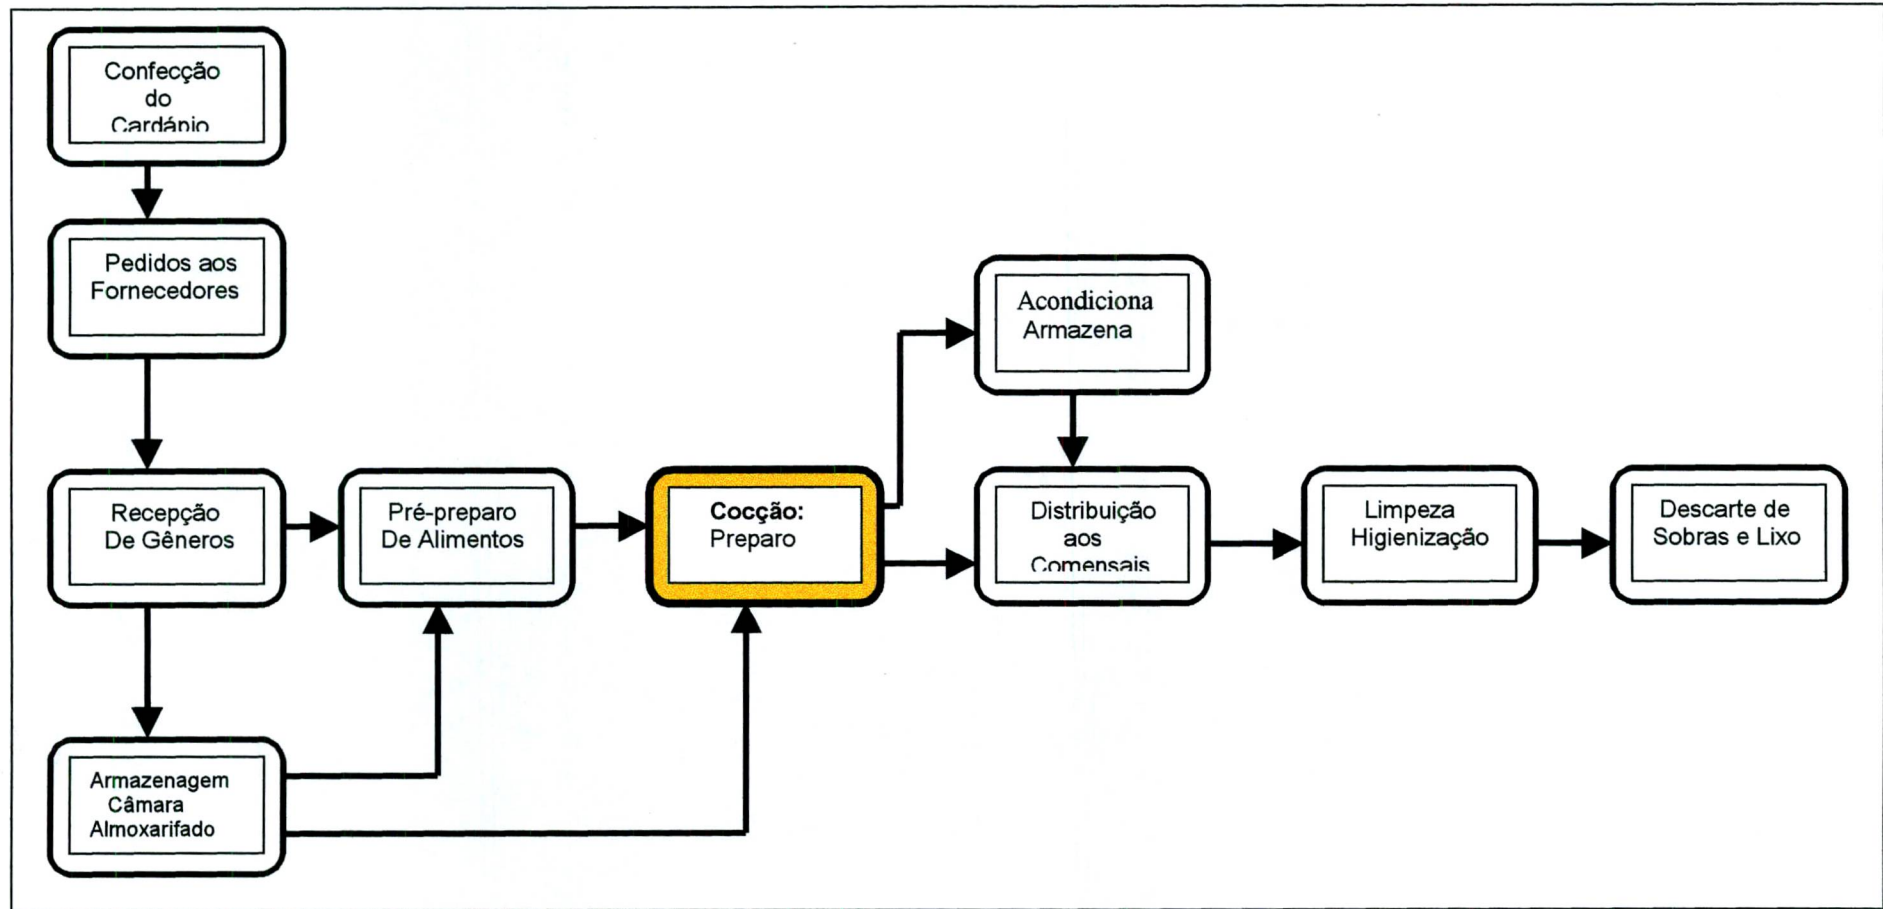 Confecção
do
Cardápio
Pedidos aos
Fornecedores
Acondiciona
Armazena
Recepção
De Gêneros
Pré-preparo
De Alimentos
Cocção:
Preparo
Distribuição
aos
Comensais
Limpeza
Higienização
Descarte de
Sobras e Lixo
Armazenagem
Câmara
Almoxarifado